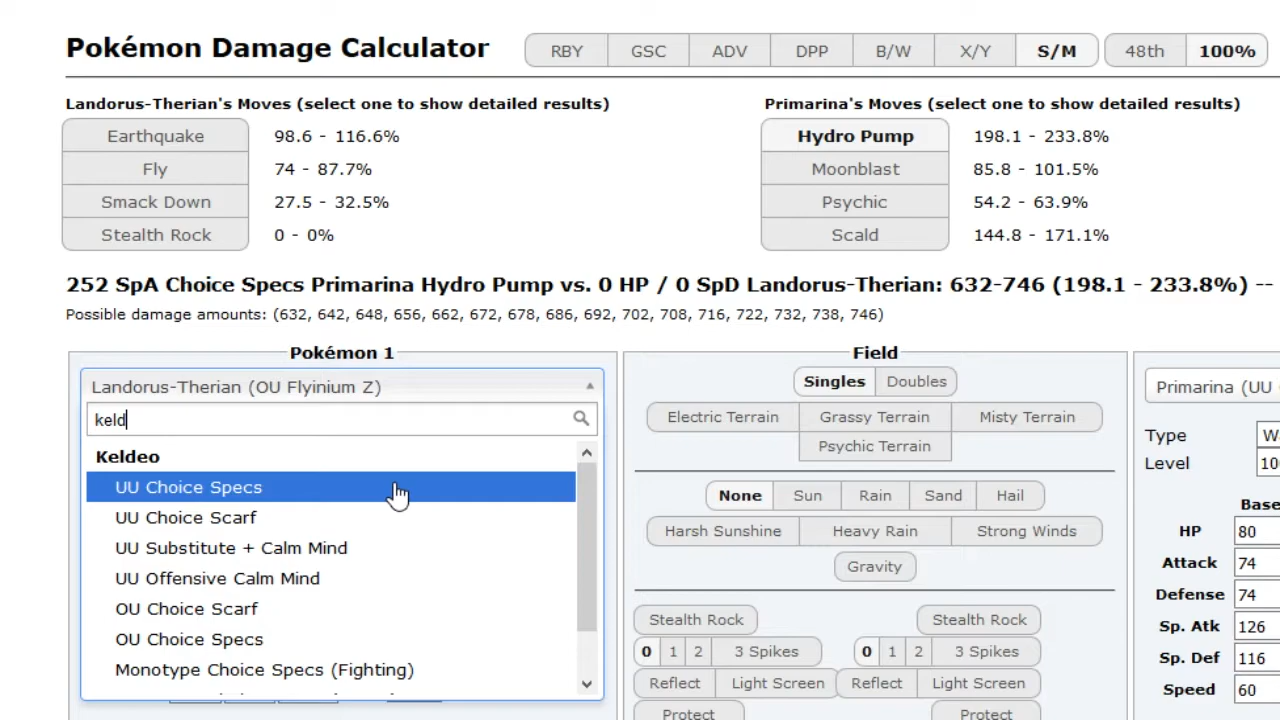 Pokémon Damage Calculator
RBY GSC ADV DPP B/W X/Y S/M 48th 100%
Landorus-Therian's Moves (select one to show detailed results)
Earthquake 98.6 - 116.6%
Fly 74 - 87.7%
Smack Down 27.5 - 32.5%
Stealth Rock 0 - 0%
Primarina's Moves (select one to show detailed results)
Hydro Pump 198.1 - 233.8%
Moonblast 85.8 - 101.5%
Psychic 54.2 - 63.9%
Scald 144.8 - 171.1%
252 SpA Choice Specs Primarina Hydro Pump vs. 0 HP / 0 SpD Landorus-Therian: 632-746 (198.1 - 233.8%) --
Possible damage amounts: (632, 642, 648, 656, 662, 672, 678, 686, 692, 702, 708, 716, 722, 732, 738, 746)
Pokémon 1
Landorus-Therian (OU Flyinium Z)
keld
Keldeo
UU Choice Specs
UU Choice Scarf
UU Substitute + Calm Mind
UU Offensive Calm Mind
OU Choice Scarf
OU Choice Specs
Monotype Choice Specs (Fighting)
Field
Singles Doubles
Electric Terrain Grassy Terrain Misty Terrain
Psychic Terrain
None Sun Rain Sand Hail
Harsh Sunshine Heavy Rain Strong Winds
Gravity
Stealth Rock Stealth Rock
0 1 2 3 Spikes 0 1 2 3 Spikes
Reflect Light Screen Reflect Light Screen
Protect Protect
Primarina (UU
Type
Level 10
Base
HP 80
Attack 74
Defense 74
Sp. Atk 126
Sp. Def 116
Speed 60